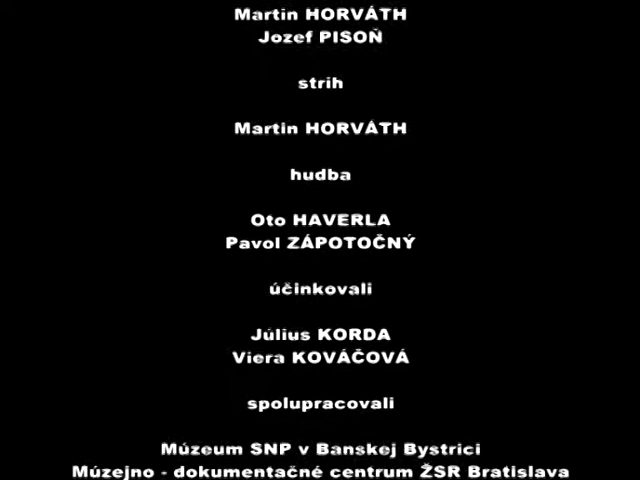 Martin HORVÁTH
Jozef PISOŇ
strih
Martin HORVÁTH
hudba
Oto HAVERLA
Pavol ZÁPOTOČNÝ
účinkovali
Július KORDA
Viera KOVÁČOVÁ
spolupracovali
Múzeum SNP v Banskej Bystrici
Múzejno - dokumentačné centrum ŽSR Bratislava